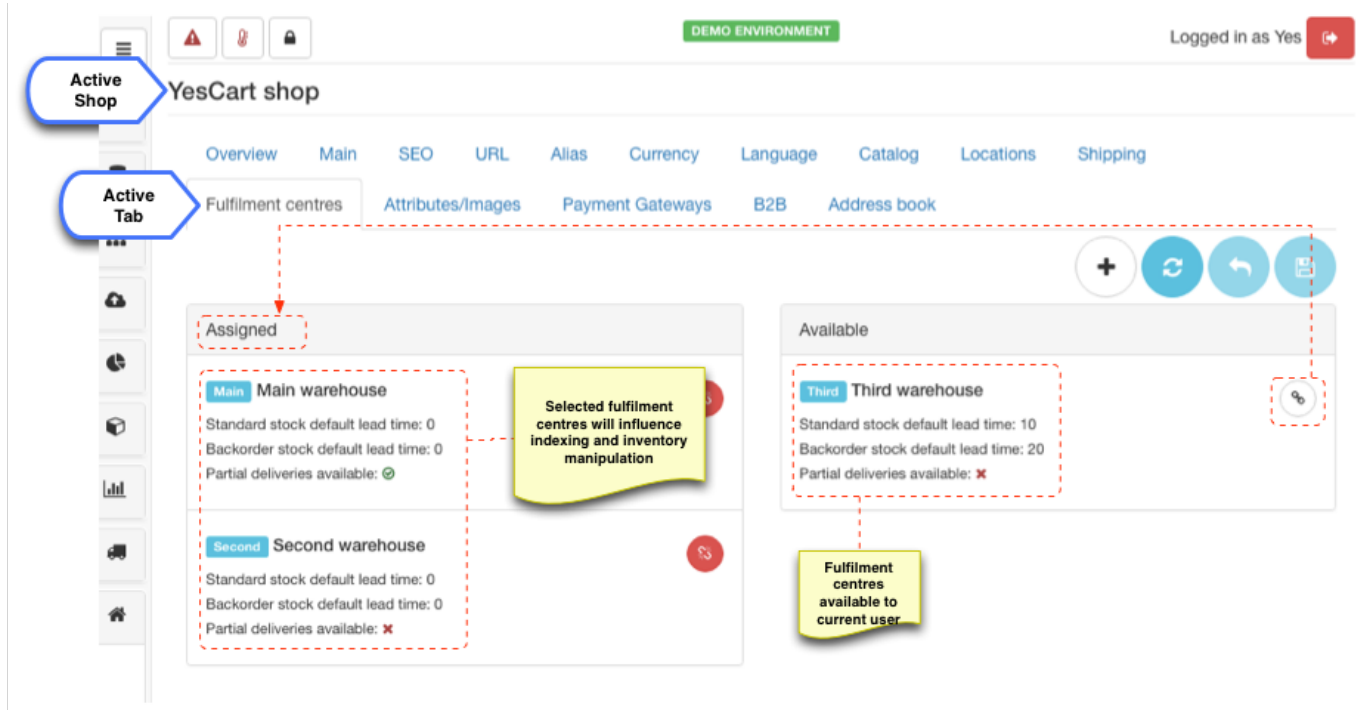 DEMO ENVIRONMENT
Logged in as Yes
Active
Shop
YesCart shop
Overview Main SEO URL Alias Currency Language Catalog Locations Shipping
Active
Tab
Fulfilment centres Attributes/Images Payment Gateways B2B Address book
Assigned
Available
Main Main warehouse
Standard stock default lead time: 0
Backorder stock default lead time: 0
Partial deliveries available:
Selected fulfilment
centres will influence
indexing and inventory
manipulation
Third Third warehouse
Standard stock default lead time: 10
Backorder stock default lead time: 20
Partial deliveries available:
Second Second warehouse
Standard stock default lead time: 0
Backorder stock default lead time: 0
Partial deliveries available:
Fulfilment
centres
available to
current user